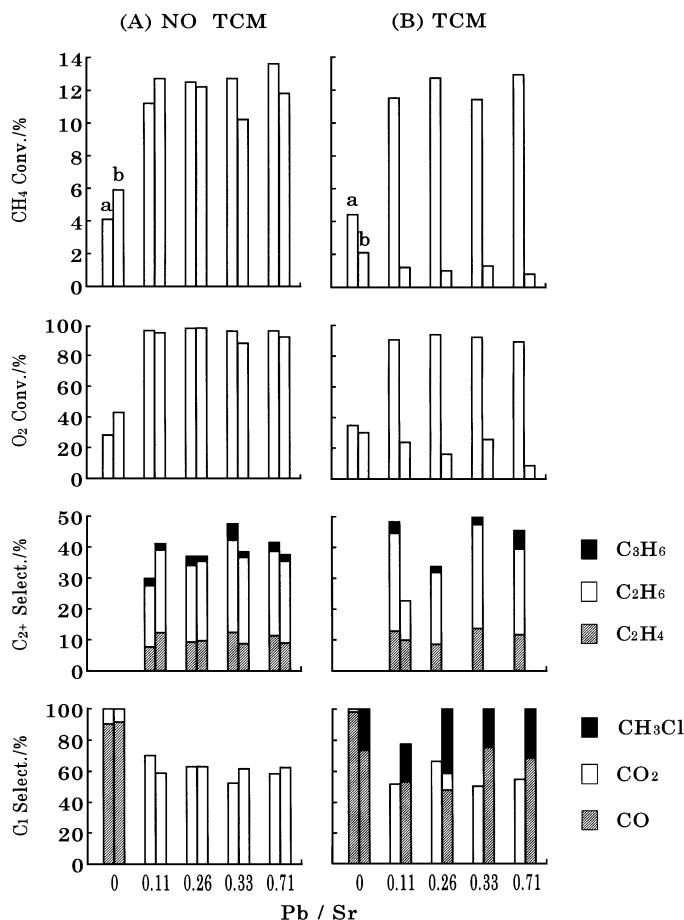 (A) NO TCM
(B) TCM
CH4 Conv./%
14
12
10
8
6
4
2
0
a
b
a
b
O2 Conv./%
100
80
60
40
20
0
C2+ Select./%
50
40
30
20
10
0
C3H6
C2H6
C2H4
C1 Select./%
100
80
60
40
20
0
CH3Cl
CO2
CO
0 0.11 0.26 0.33 0.71
0 0.11 0.26 0.33 0.71
Pb / Sr